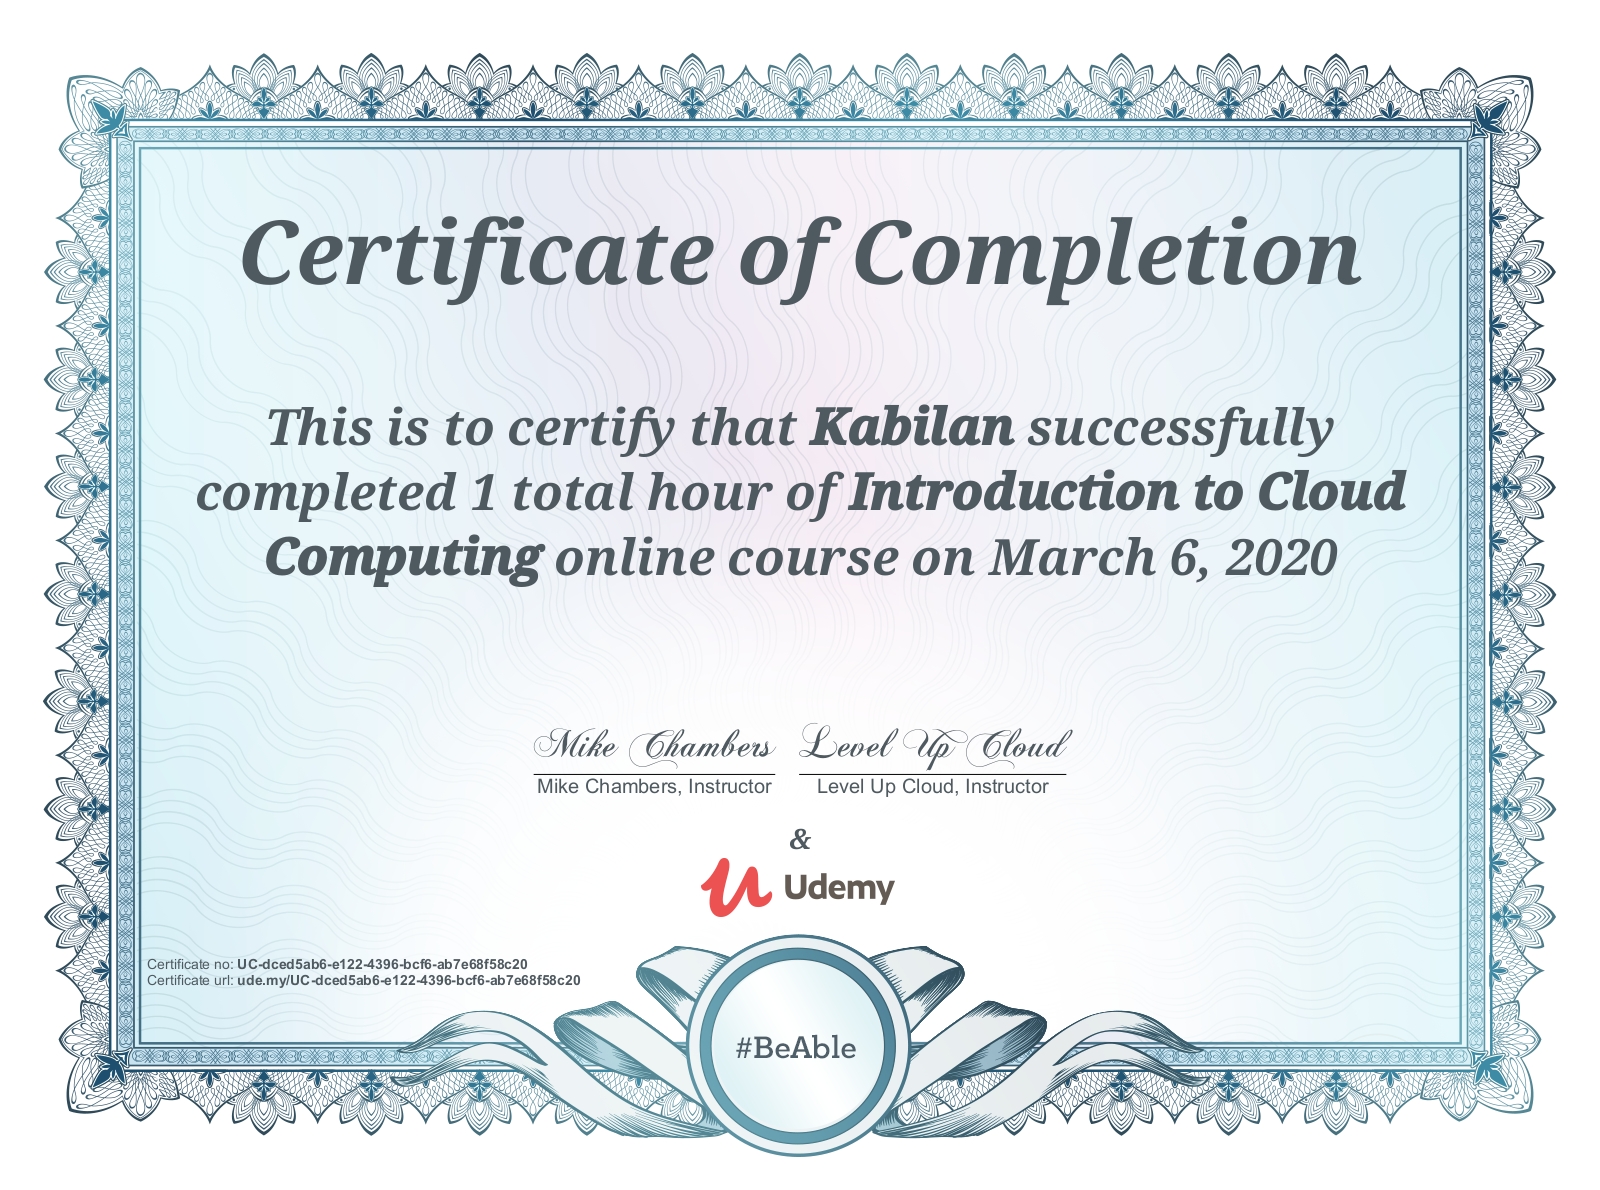 Certificate of Completion
This is to certify that Kabilan successfully
completed 1 total hour of Introduction to Cloud
Computing online course on March 6, 2020
Mike Chambers Level Up Cloud
Mike Chambers, Instructor Level Up Cloud, Instructor
&
Udemy
Certificate no: UC-dced5ab6-e122-4396-bcf6-ab7e68f58c20
Certificate url: ude.my/UC-dced5ab6-e122-4396-bcf6-ab7e68f58c20
#BeAble